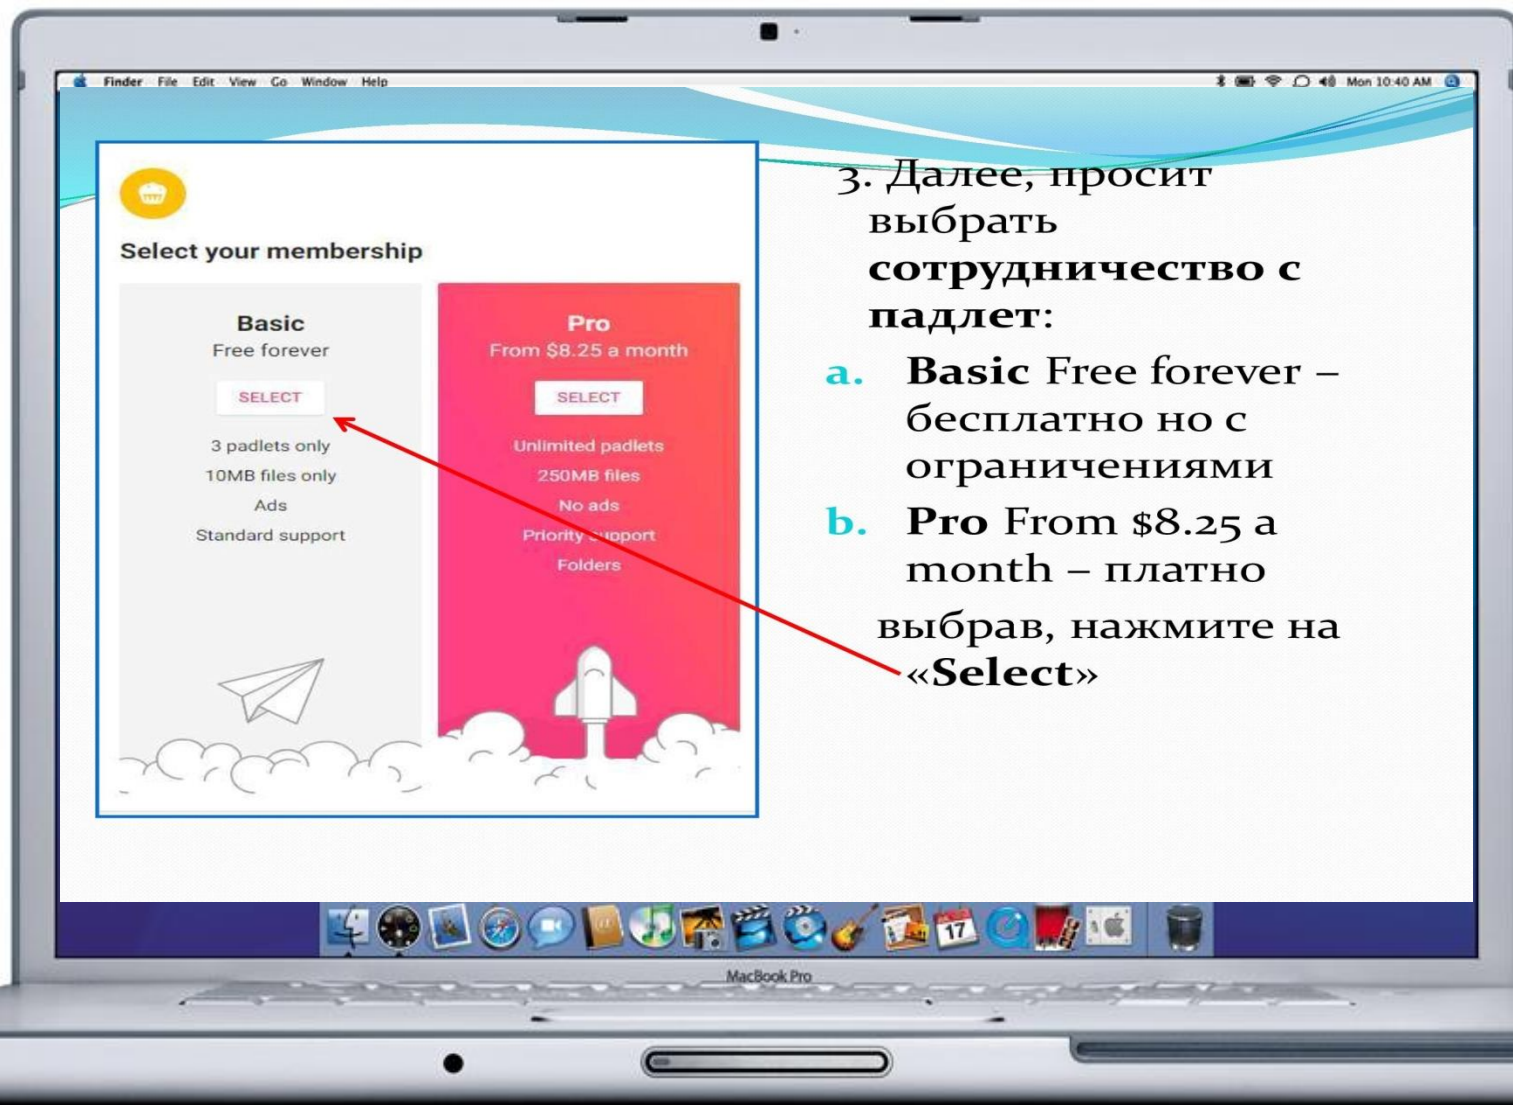 Finder File Edit View Go Window Help
Mon 10:40 AM
Select your membership
Basic
Free forever
SELECT
3 padlets only
10MB files only
Ads
Standard support
Pro
From $8.25 a month
SELECT
Unlimited padlets
250MB files
No ads
Priority support
Folders
3. Далее, просит
выбрать
сотрудничество с
падлет:
a. Basic Free forever –
бесплатно но с
ограничениями
b. Pro From $8.25 a
month – платно
выбрав, нажмите на
«Select»
17
MacBook Pro